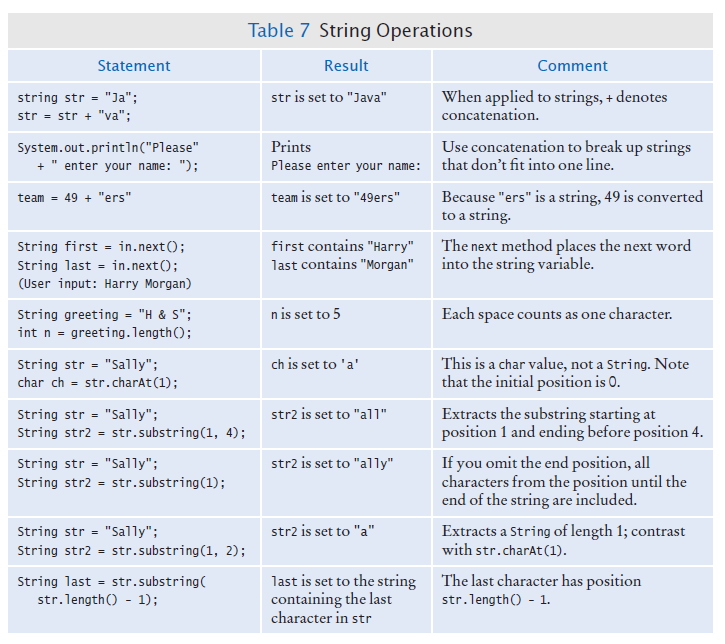 Table 7 String Operations
Statement
Result
Comment
string str = "Ja";
str = str + "va";
str is set to "Java"
When applied to strings, + denotes
concatenation.
System.out.println("Please"
+ " enter your name: ");
Prints
Please enter your name:
Use concatenation to break up strings
that don’t fit into one line.
team = 49 + "ers"
team is set to "49ers"
Because "ers" is a string, 49 is converted
to a string.
String first = in.next();
String last = in.next();
(User input: Harry Morgan)
first contains "Harry"
last contains "Morgan"
The next method places the next word
into the string variable.
String greeting = "H & S";
int n = greeting.length();
n is set to 5
Each space counts as one character.
String str = "Sally";
char ch = str.charAt(1);
ch is set to 'a'
This is a char value, not a String. Note
that the initial position is 0.
String str = "Sally";
String str2 = str.substring(1, 4);
str2 is set to "all"
Extracts the substring starting at
position 1 and ending before position 4.
String str = "Sally";
String str2 = str.substring(1);
str2 is set to "ally"
If you omit the end position, all
characters from the position until the
end of the string are included.
String str = "Sally";
String str2 = str.substring(1, 2);
str2 is set to "a"
Extracts a String of length 1; contrast
with str.charAt(1).
String last = str.substring(
str.length() - 1);
last is set to the string
containing the last
character in str
The last character has position
str.length() - 1.